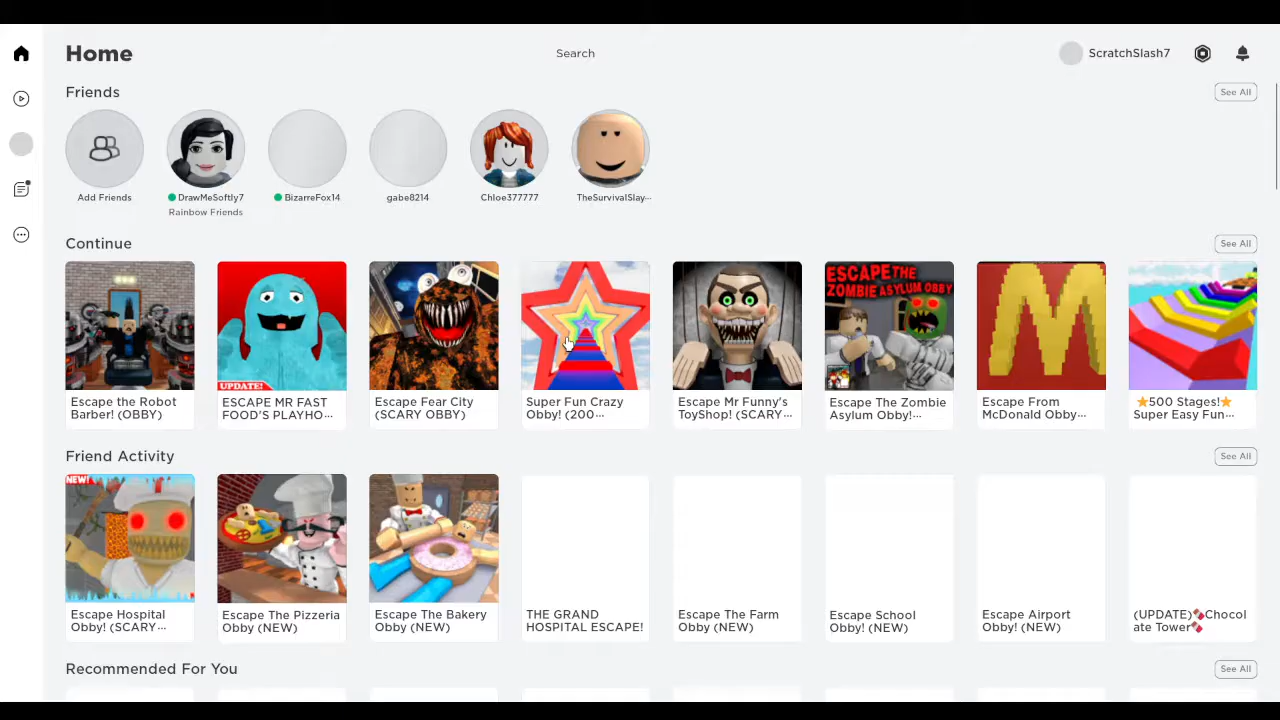 Home
Search
ScratchSlash7
Friends
See All
Add Friends
DrawMeSoftly7
Rainbow Friends
BizarreFox14
gabe8214
Chloe377777
TheSurvivalSlay...
Continue
See All
ESCAPE THE
ZOMBIE ASYLUM OBBY!
UPDATE!
M
Escape the Robot
Barber! (OBBY)
ESCAPE MR FAST
FOOD'S PLAYHO...
Escape Fear City
(SCARY OBBY)
Super Fun Crazy
Obby! (200...
Escape Mr Funny's
ToyShop! (SCARY...
Escape The Zombie
Asylum Obby!...
Escape From
McDonald Obby...
⭐500 Stages!⭐
Super Easy Fun...
Friend Activity
See All
NEW!
Escape Hospital
Obby! (SCARY...
Escape The Pizzeria
Obby (NEW)
Escape The Bakery
Obby (NEW)
THE GRAND
HOSPITAL ESCAPE!
Escape The Farm
Obby (NEW)
Escape School
Obby! (NEW)
Escape Airport
Obby! (NEW)
(UPDATE)🍫Chocol
ate Tower🍫
Recommended For You
See All